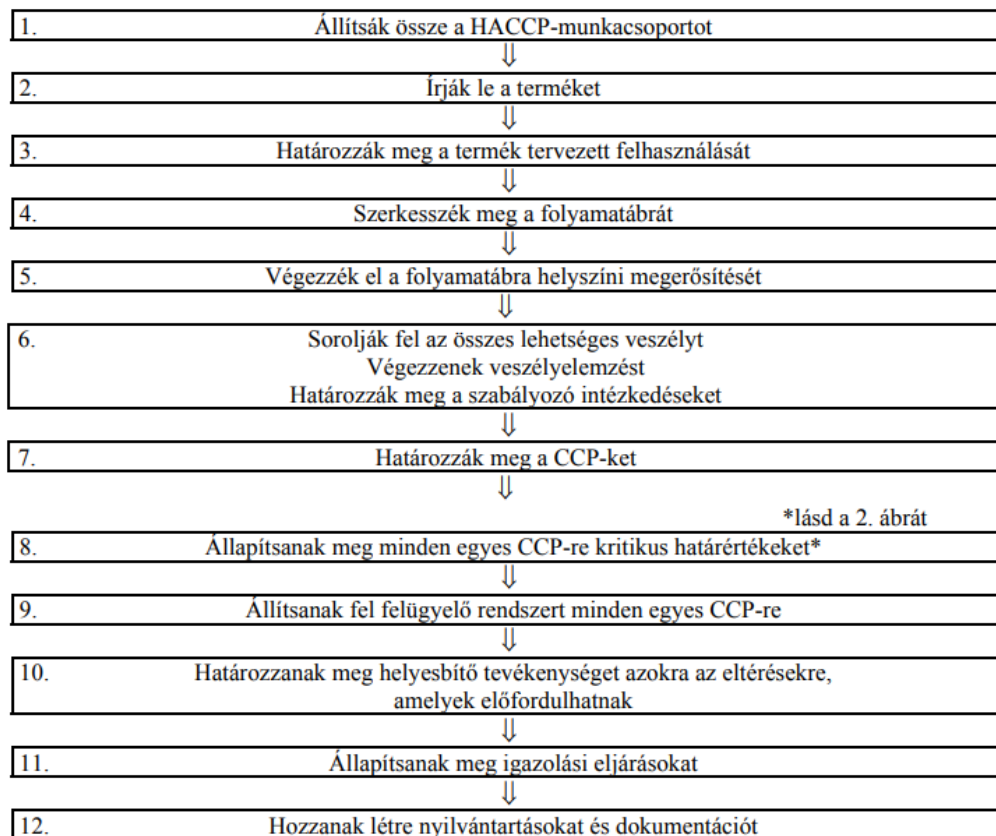 1. Állítsák össze a HACCP-munkacsoportot
⇓
2. Írják le a terméket
⇓
3. Határozzák meg a termék tervezett felhasználását
⇓
4. Szerkesszék meg a folyamatábrát
⇓
5. Végezzék el a folyamatábra helyszíni megerősítését
⇓
6. Sorolják fel az összes lehetséges veszélyt
Végezzenek veszélyelemzést
Határozzák meg a szabályozó intézkedéseket
⇓
7. Határozzák meg a CCP-ket
⇓
*lásd a 2. ábrát
8. Állapítsanak meg minden egyes CCP-re kritikus határértékeket*
⇓
9. Állítsanak fel felügyelő rendszert minden egyes CCP-re
⇓
10. Határozzanak meg helyesbítő tevékenységet azokra az eltérésekre,
amelyek előfordulhatnak
⇓
11. Állapítsanak meg igazolási eljárásokat
⇓
12. Hozzanak létre nyilvántartásokat és dokumentációt